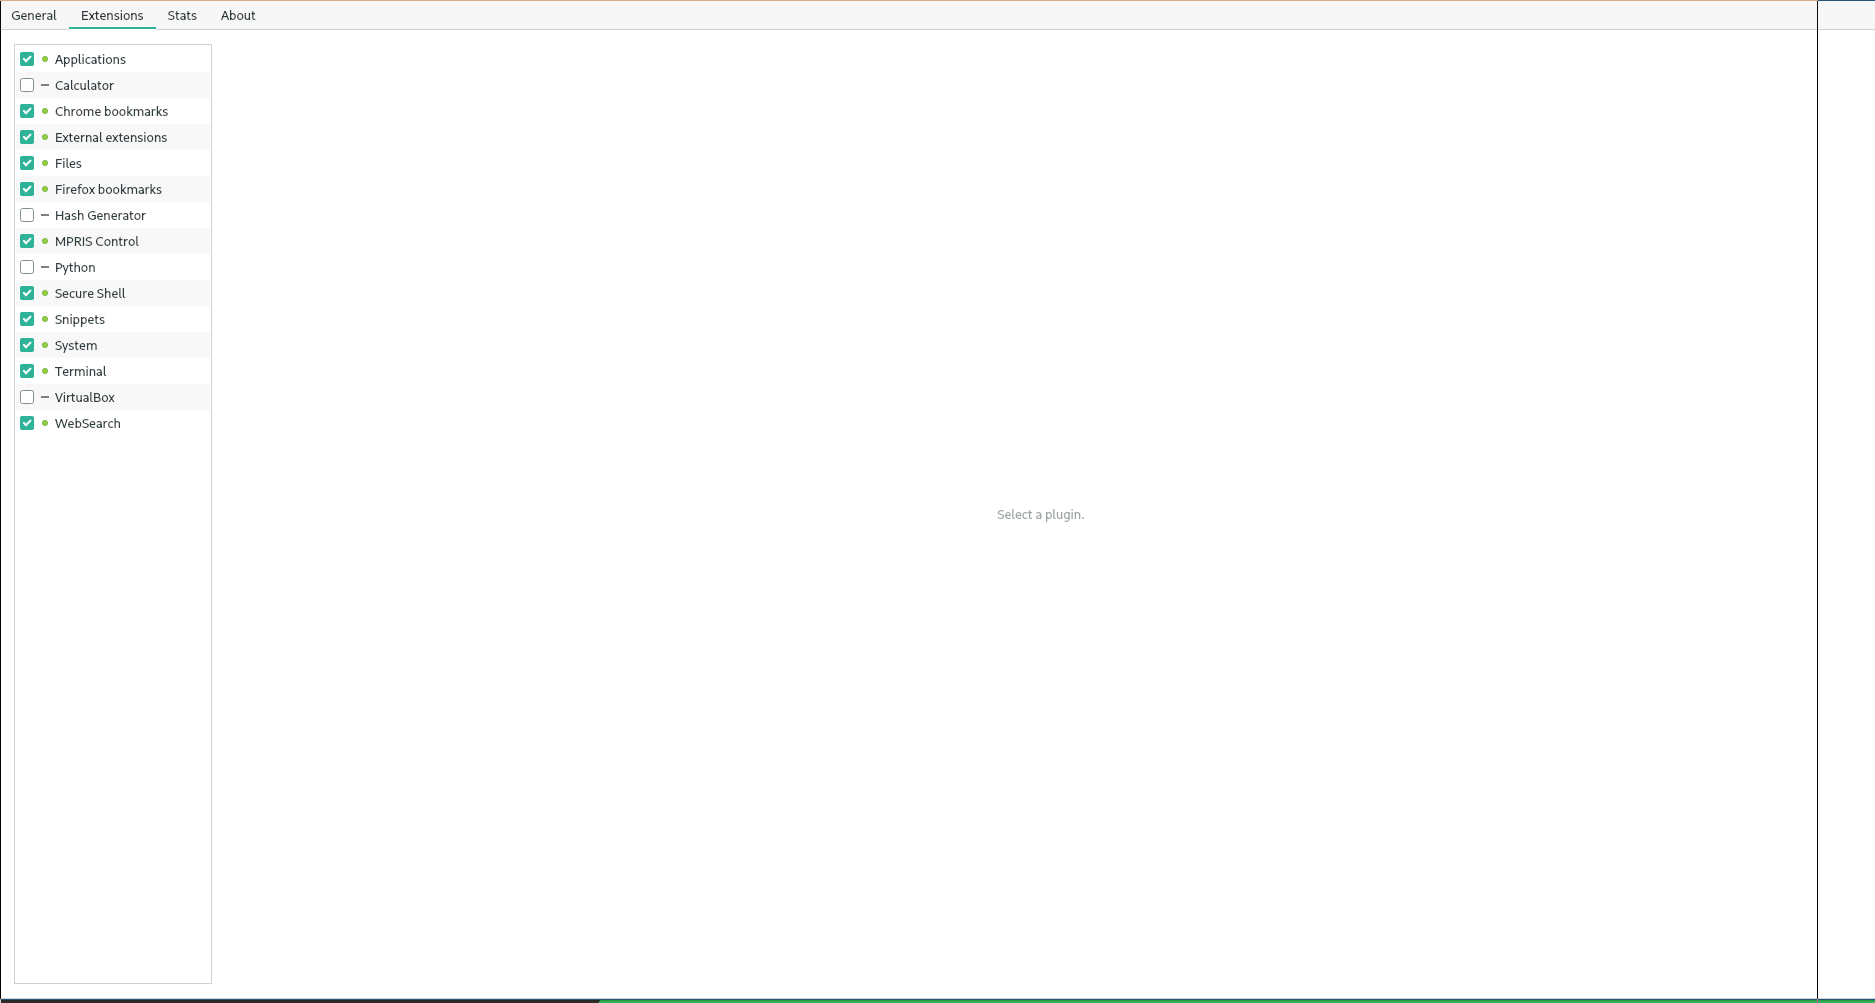 General Extensions Stats About
Applications
Calculator
Chrome bookmarks
External extensions
Files
Firefox bookmarks
Hash Generator
MPRIS Control
Python
Secure Shell
Snippets
System
Terminal
VirtualBox
WebSearch
Select a plugin.